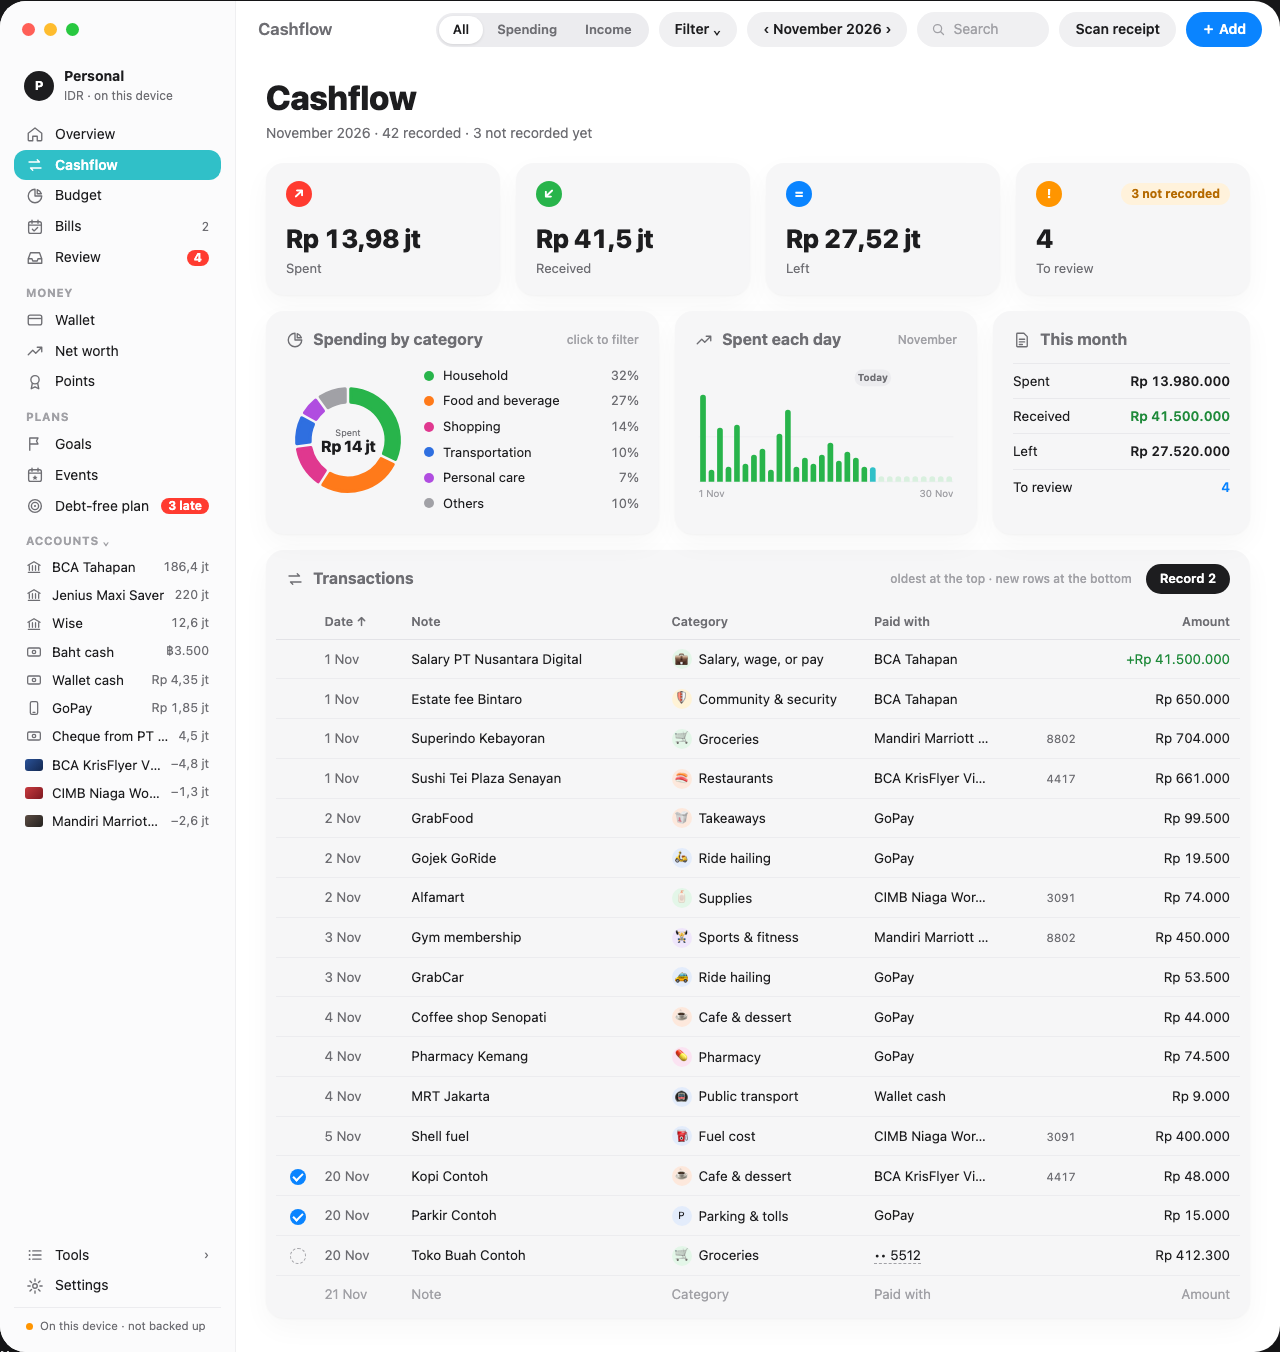 P
Personal
IDR · on this device
Overview
Cashflow
Budget
Bills 2
Review 4
MONEY
Wallet
Net worth
Points
PLANS
Goals
Events
Debt-free plan 3 late
ACCOUNTS
BCA Tahapan 186,4 jt
Jenius Maxi Saver 220 jt
Wise 12,6 jt
Baht cash ฿3.500
Wallet cash Rp 4,35 jt
GoPay Rp 1,85 jt
Cheque from PT ... 4,5 jt
BCA KrisFlyer V... −4,8 jt
CIMB Niaga Wo... −1,3 jt
Mandiri Marriot... −2,6 jt
Tools ›
Settings
On this device · not backed up
Cashflow
All Spending Income
Filter
‹ November 2026 ›
Search
Scan receipt
+ Add
Cashflow
November 2026 · 42 recorded · 3 not recorded yet
Rp 13,98 jt
Spent
Rp 41,5 jt
Received
= 
Rp 27,52 jt
Left
! 3 not recorded
4
To review
Spending by category click to filter
Spent
Rp 14 jt
Household 32%
Food and beverage 27%
Shopping 14%
Transportation 10%
Personal care 7%
Others 10%
Spent each day November
Today
1 Nov 30 Nov
This month
Spent Rp 13.980.000
Received Rp 41.500.000
Left Rp 27.520.000
To review 4
Transactions oldest at the top · new rows at the bottom Record 2
Date ↑ Note Category Paid with Amount
1 Nov Salary PT Nusantara Digital Salary, wage, or pay BCA Tahapan +Rp 41.500.000
1 Nov Estate fee Bintaro Community & security BCA Tahapan Rp 650.000
1 Nov Superindo Kebayoran Groceries Mandiri Marriott ... 8802 Rp 704.000
1 Nov Sushi Tei Plaza Senayan Restaurants BCA KrisFlyer Vi... 4417 Rp 661.000
2 Nov GrabFood Takeaways GoPay Rp 99.500
2 Nov Gojek GoRide Ride hailing GoPay Rp 19.500
2 Nov Alfamart Supplies CIMB Niaga Wor... 3091 Rp 74.000
3 Nov Gym membership Sports & fitness Mandiri Marriott ... 8802 Rp 450.000
3 Nov GrabCar Ride hailing GoPay Rp 53.500
4 Nov Coffee shop Senopati Cafe & dessert GoPay Rp 44.000
4 Nov Pharmacy Kemang Pharmacy GoPay Rp 74.500
4 Nov MRT Jakarta Public transport Wallet cash Rp 9.000
5 Nov Shell fuel Fuel cost CIMB Niaga Wor... 3091 Rp 400.000
20 Nov Kopi Contoh Cafe & dessert BCA KrisFlyer Vi... 4417 Rp 48.000
20 Nov Parkir Contoh P Parking & tolls GoPay Rp 15.000
20 Nov Toko Buah Contoh Groceries •• 5512 Rp 412.300
21 Nov Note Category Paid with Amount